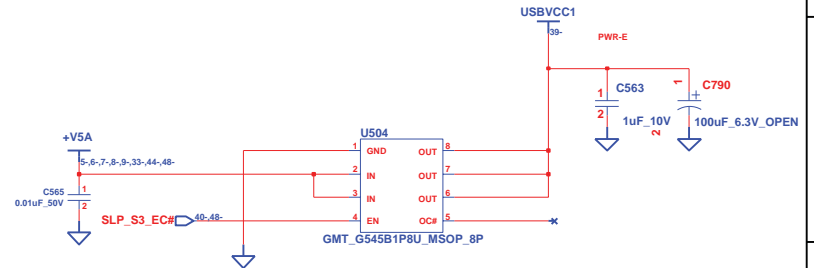 USBVCC1
39-
PWR-E
1 C563
2
1uF_10V
1 C790
+
2
100uF_6.3V_OPEN
+V5A
5-,6-,7-,8-,9-,33-,44-,48-
C565 1
0.01uF_50V 2
SLP_S3_EC# 40-,48-
U504
1 GND OUT 8
2 IN OUT 7
3 IN OUT 6
4 EN OC# 5
GMT_G545B1P8U_MSOP_8P